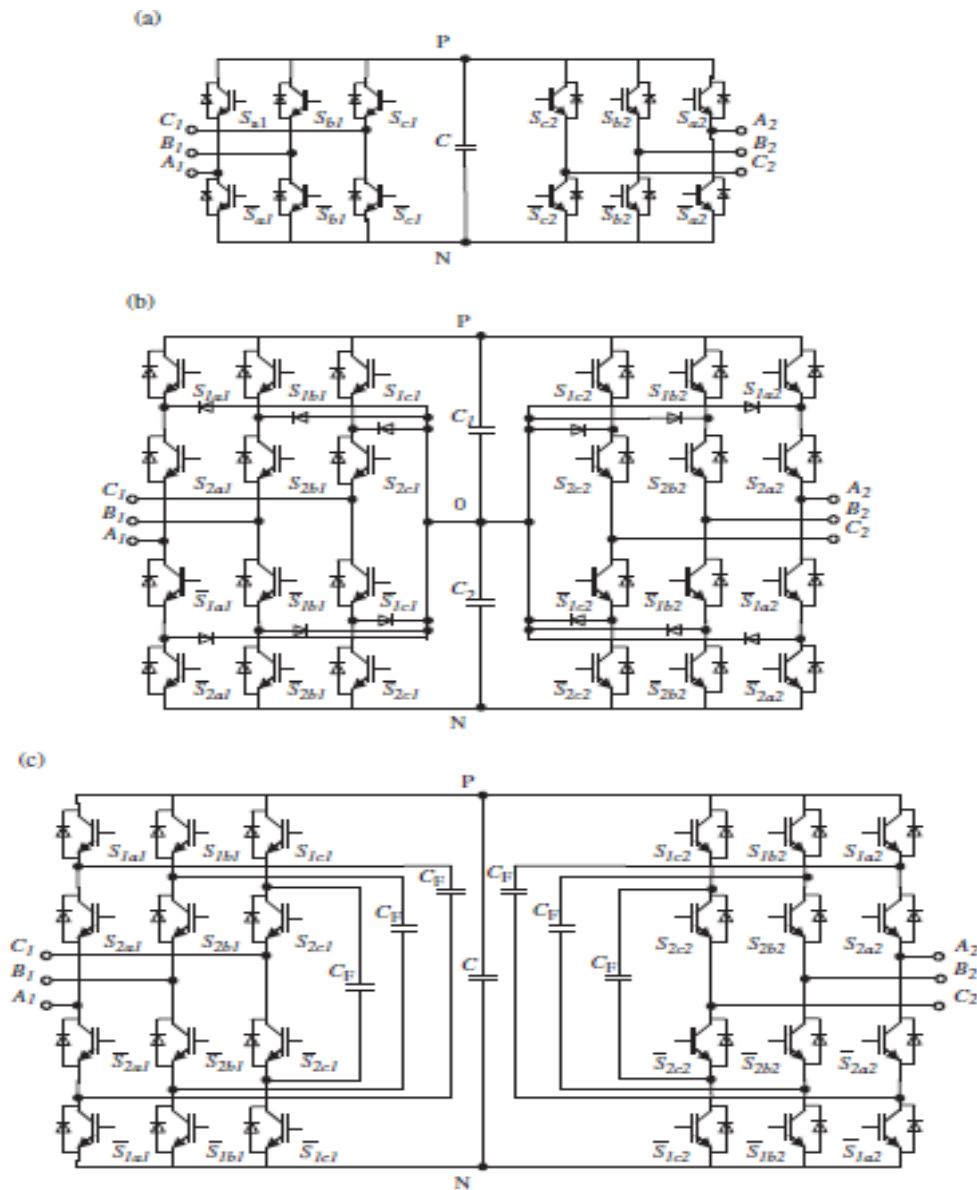 (a)
P
S̅a1 Sb1 Sc1 Sc2 Sb2 Sa2
C1 A2
B1 C B2
A1 C2
S̅a1 S̅b1 S̅c1 S̅c2 S̅b2 S̅a2
N
(b)
P
S1a1 S1b1 S1c1 C1 S1c2 S1b2 S1a2
S2a1 S2b1 S2c1 S2c2 S2b2 S2a2
C1 0 A2
B1 B2
A1 C2
S̅1a1 S̅1b1 S̅1c1 C2 S̅1c2 S̅1b2 S̅1a2
S̅2a1 S̅2b1 S̅2c1 S̅2c2 S̅2b2 S̅2a2
N
(c)
P
S1a1 S1b1 S1c1 S1c2 S1b2 S1a2
CF CF
CF CF
S2a1 S2b1 S2c1 S2c2 S2b2 S2a2
C1 CF C CF A2
B1 B2
A1 C2
S̅2a1 S̅2b1 S̅2c1 S̅2c2 S̅2b2 S̅2a2
S̅1a1 S̅1b1 S̅1c1 S̅1c2 S̅1b2 S̅1a2
N